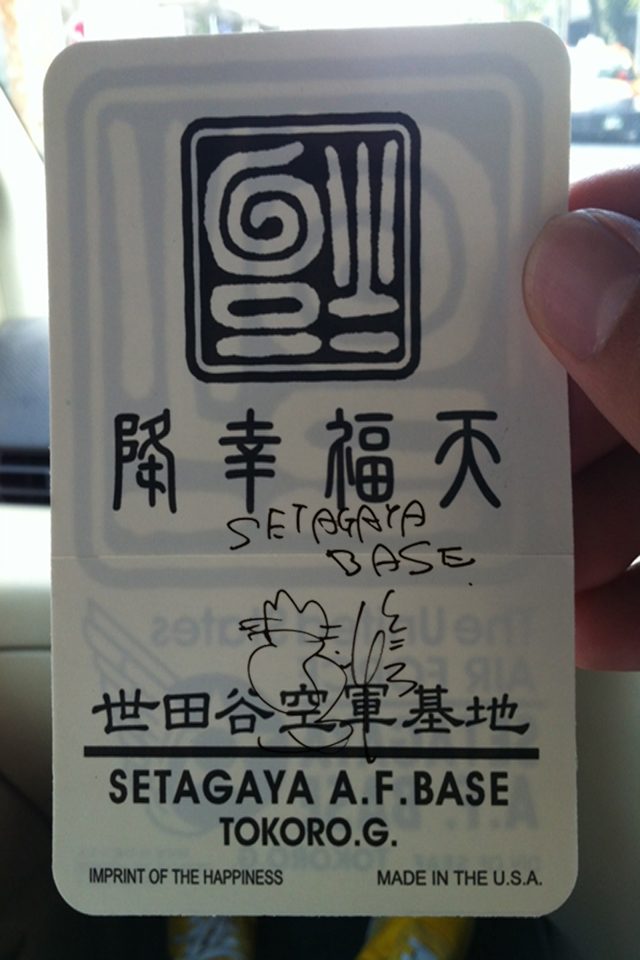 降幸福天
SETAGAYA
BASE.
世田谷空軍基地
SETAGAYA A.F.BASE
TOKORO.G.
IMPRINT OF THE HAPPINESS
MADE IN THE U.S.A.